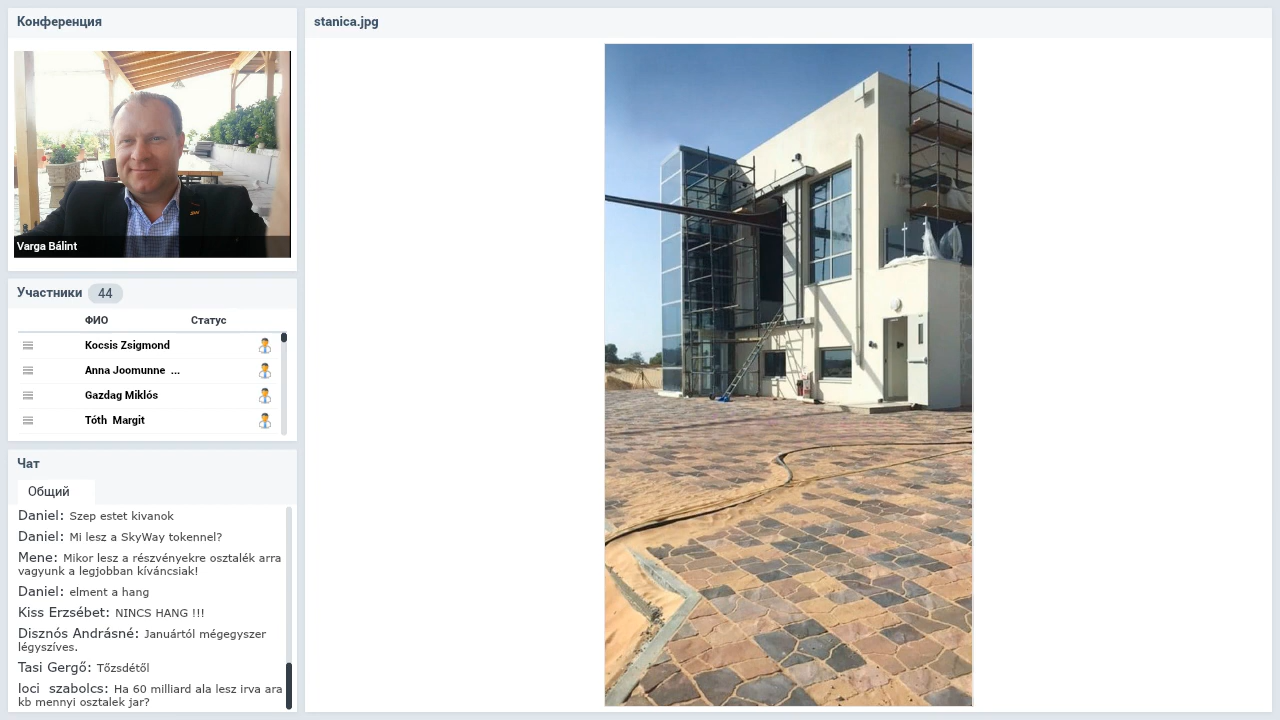 Конференция
Varga Bálint
Участники 44
ФИО Статус
Kocsis Zsigmond
Anna Joomunne ...
Gazdag Miklós
Tóth Margit
Чат
Общий
Daniel: Szep estet kivanok
Daniel: Mi lesz a SkyWay tokennel?
Mene: Mikor lesz a részvényekre osztalék arra
vagyunk a legjobban kíváncsiak!
Daniel: elment a hang
Kiss Erzsébet: NINCS HANG !!!
Disznós Andrásné: Januártól mégegyszer
légyszíves.
Tasi Gergő: Tőzsdétől
loci szabolcs: Ha 60 milliard ala lesz irva ara
kb mennyi osztalek jar?
stanica.jpg